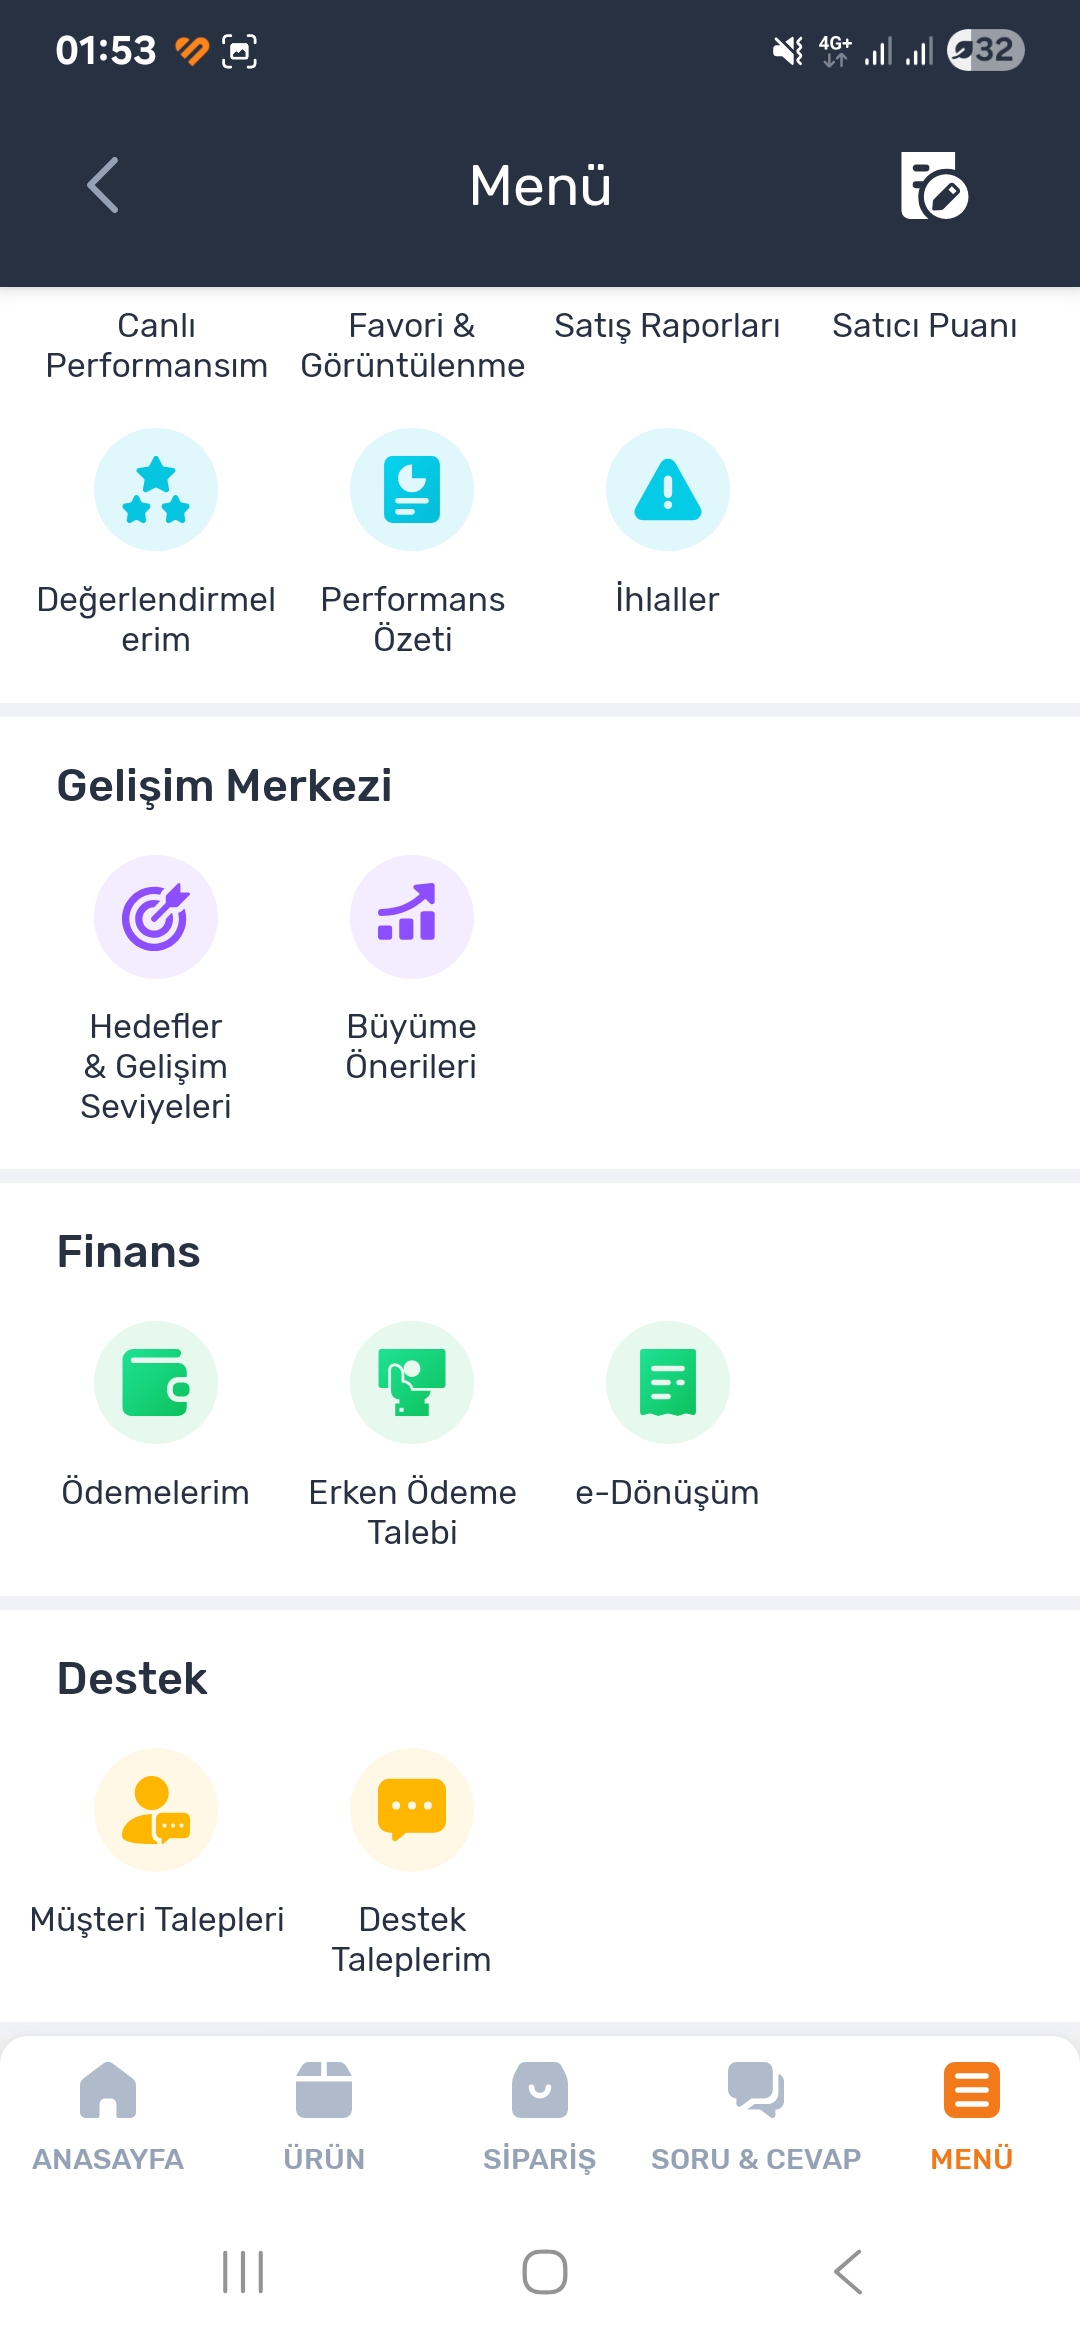 01:53
4G+
32
Menü
Canlı
Performansım
Favori &
Görüntülenme
Satış Raporları
Satıcı Puanı
Değerlendirmel
erim
Performans
Özeti
İhlaller
Gelişim Merkezi
Hedefler
& Gelişim
Seviyeleri
Büyüme
Önerileri
Finans
Ödemelerim
Erken Ödeme
Talebi
e-Dönüşüm
Destek
Müşteri Talepleri
Destek
Taleplerim
ANASAYFA
ÜRÜN
SİPARİŞ
SORU & CEVAP
MENÜ